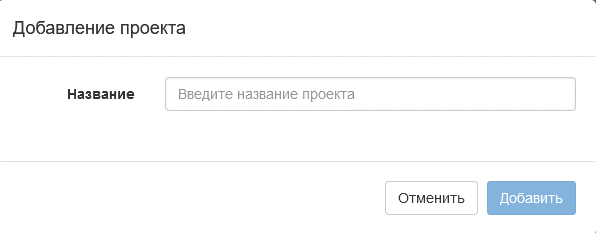 Добавление проекта
Название
Введите название проекта
Отменить
Добавить